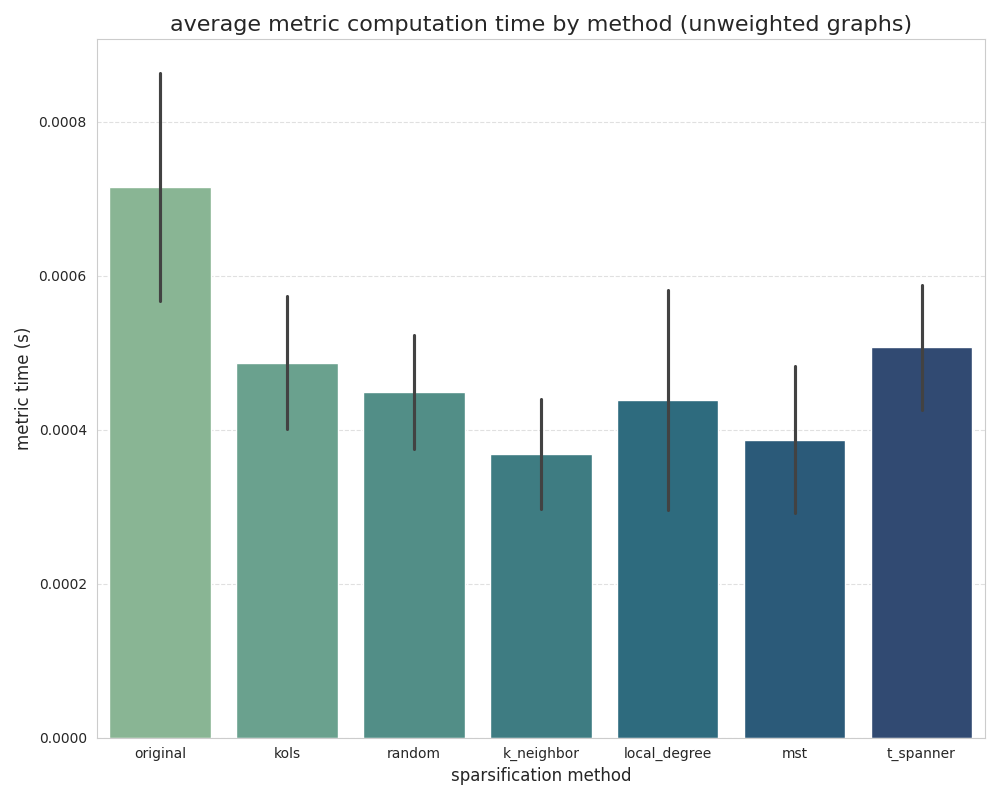 average metric computation time by method (unweighted graphs)
metric time (s)
0.0008
0.0006
0.0004
0.0002
0.0000
original kols random k_neighbor local_degree mst t_spanner
sparsification method